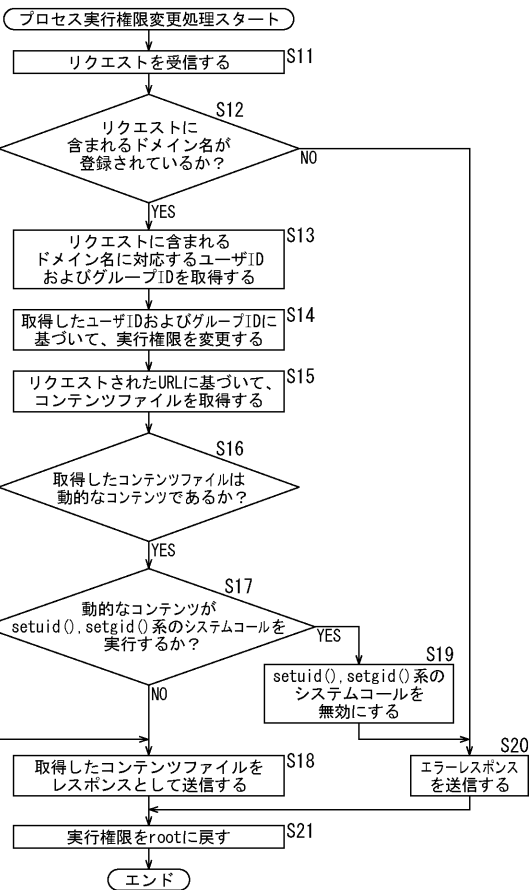 プロセス実行権限変更処理スタート
リクエストを受信する
S11
S12
リクエストに
含まれるドメイン名が
登録されているか？
NO
YES
リクエストに含まれる
ドメイン名に対応するユーザID
およびグループIDを取得する
S13
取得したユーザIDおよびグループIDに
基づいて、実行権限を変更する
S14
リクエストされたURLに基づいて、
コンテンツファイルを取得する
S15
S16
取得したコンテンツファイルは
動的なコンテンツであるか？
YES
S17
動的なコンテンツが
setuid(),setgid()系のシステムコールを
実行するか？
YES
NO
S19
setuid(),setgid()系の
システムコールを
無効にする
取得したコンテンツファイルを
レスポンスとして送信する
S18
S20
エラーレスポンス
を送信する
実行権限をrootに戻す
S21
エンド